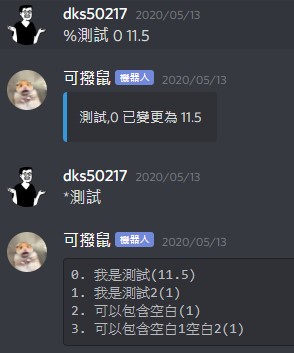 dks50217 2020/05/13
%測試 0 11.5
可撥鼠 機器人 2020/05/13
測試,0 已變更為 11.5
dks50217 2020/05/13
*測試
可撥鼠 機器人 2020/05/13
0. 我是測試(11.5)
1. 我是測試2(1)
2. 可以包含空白(1)
3. 可以包含空白1空白2(1)